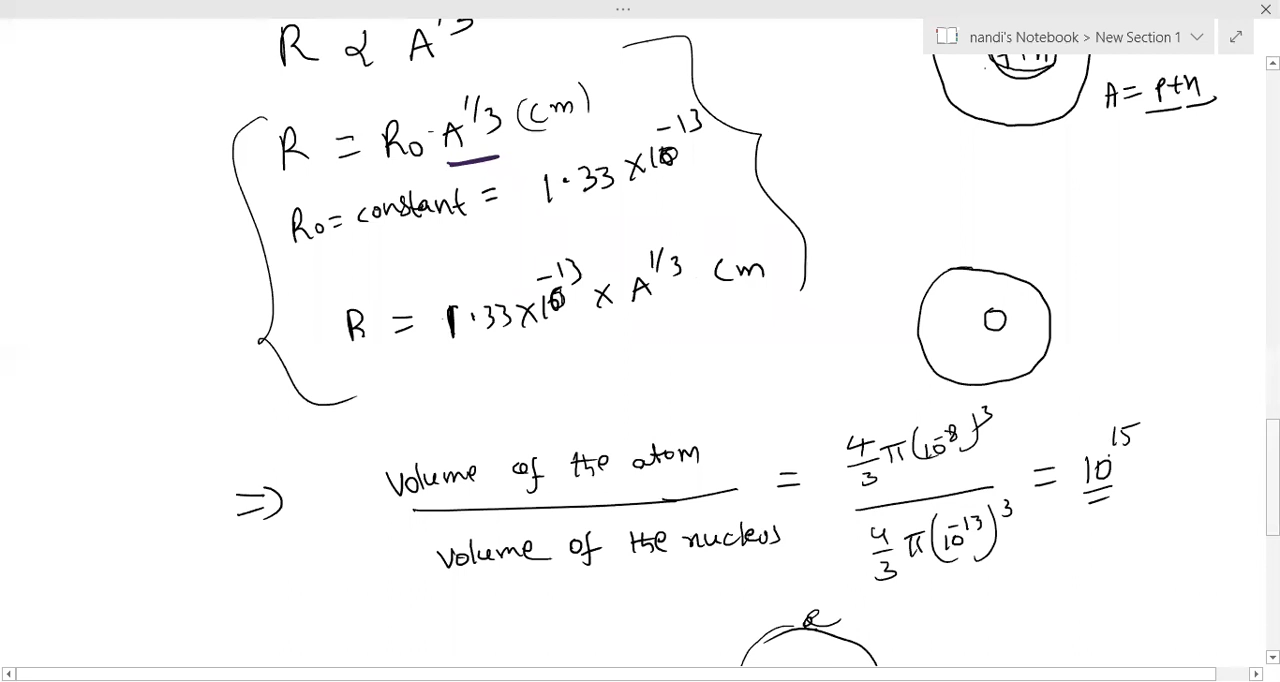 ...
nandi's Notebook > New Section 1
R ∝ A^1/3
A = p+n
R = R₀ · A^1/3 (cm)
R₀ = constant = 1.33 × 10^-13
R = 1.33 × 10^-13 × A^1/3 cm
⇒ Volume of the atom / Volume of the nucleus = 4/3 π (10^-8)^3 / 4/3 π (10^-13)^3 = 10^15
e